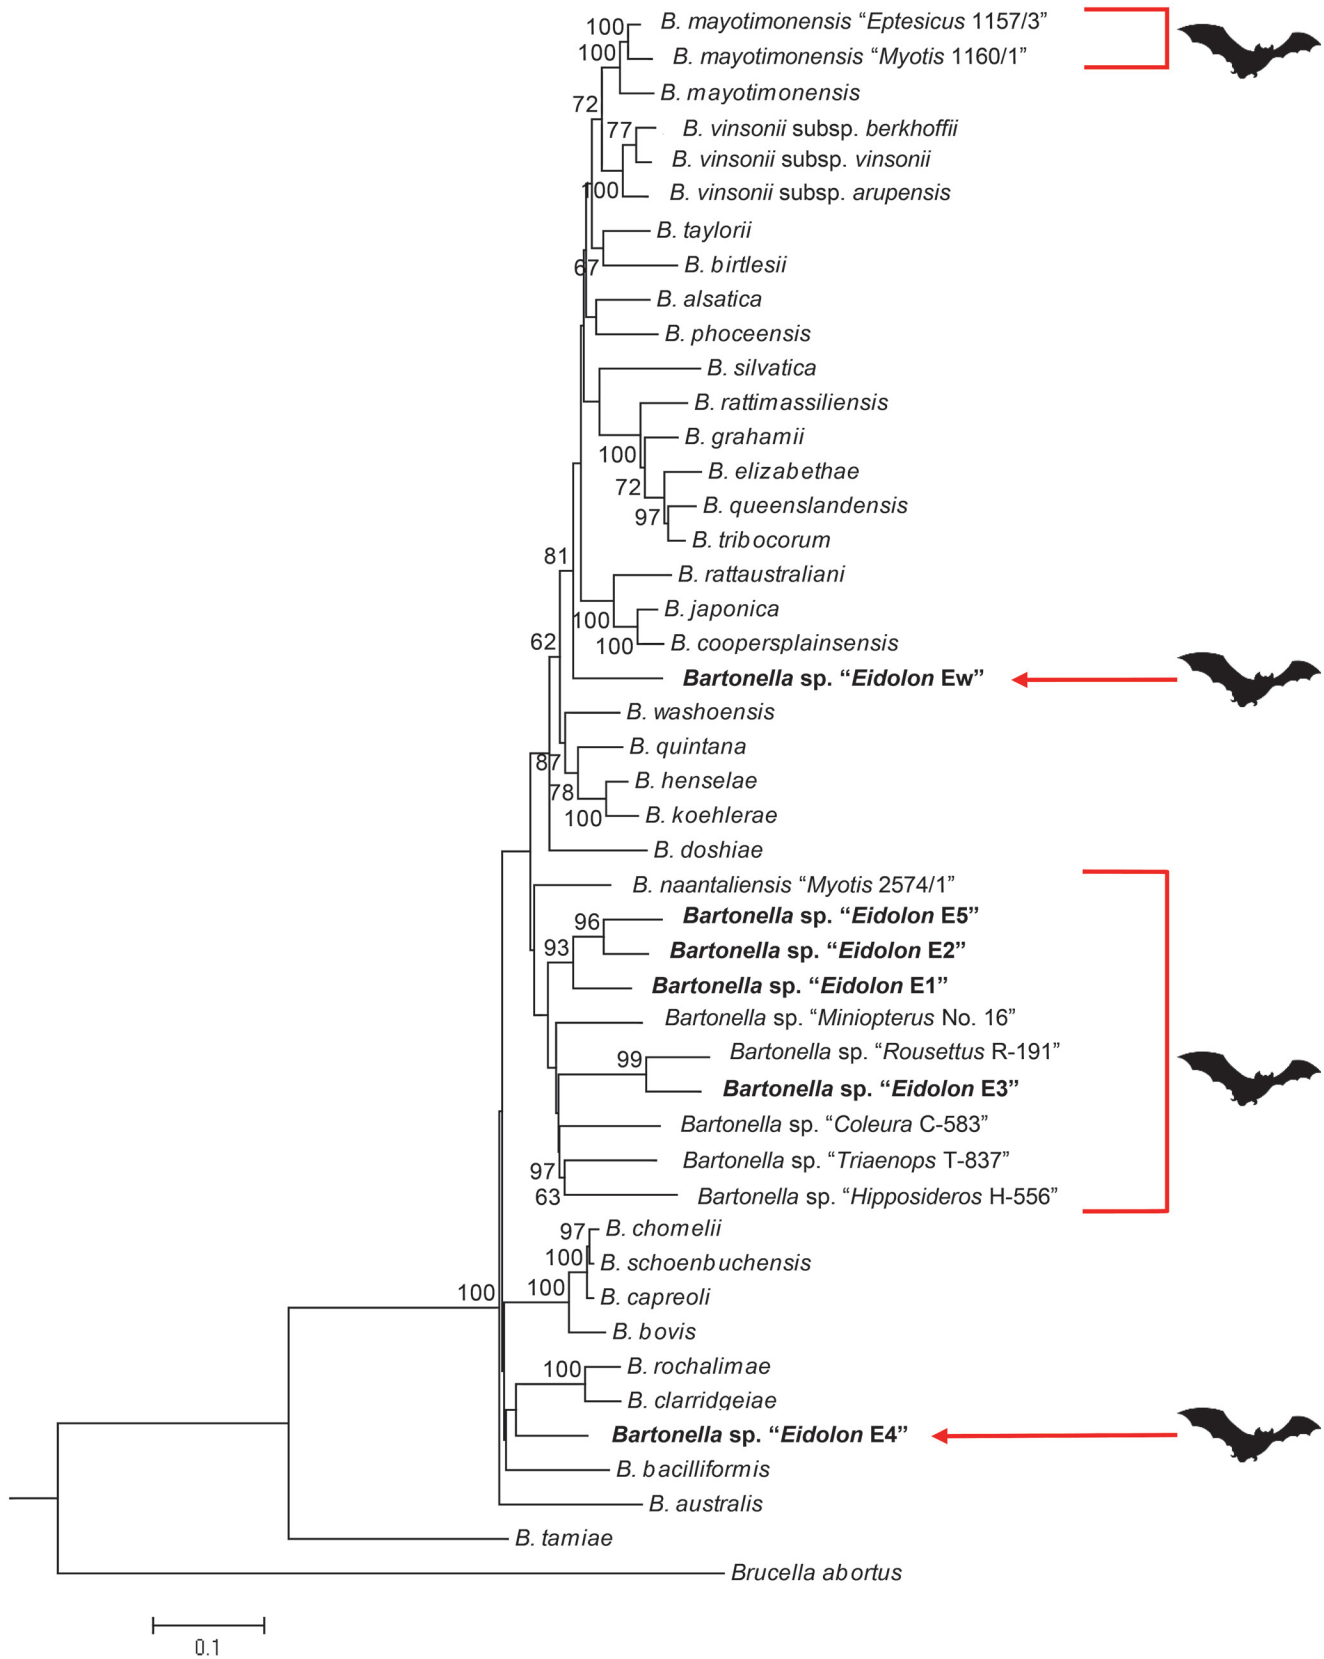 B. mayotimonensis “Eptesicus 1157/3”
100
100
B. mayotimonensis “Myotis 1160/1”
B. mayotimonensis
72
77
B. vinsonii subsp. berkhoffii
B. vinsonii subsp. vinsonii
100
B. vinsonii subsp. arupensis
B. taylorii
67
B. birtlesii
B. alsatica
B. phoceensis
B. silvatica
B. rattimassiliensis
B. grahamii
100
B. elizabethae
72
B. queenslandensis
97
B. tribocorum
81
B. rattaustraliani
B. japonica
100
100
B. coopersplainsensis
62
Bartonella sp. “Eidolon Ew”
B. washoensis
B. quintana
87
B. henselae
78
100
B. koehlerae
B. doshiae
B. naantaliensis “Myotis 2574/1”
96
Bartonella sp. “Eidolon E5”
93
Bartonella sp. “Eidolon E2”
Bartonella sp. “Eidolon E1”
Bartonella sp. “Miniopterus No. 16”
99
Bartonella sp. “Rousettus R-191”
Bartonella sp. “Eidolon E3”
Bartonella sp. “Coleura C-583”
Bartonella sp. “Triaenops T-837”
97
63
Bartonella sp. “Hipposideros H-556”
97
B. chomelii
100
B. schoenbuchensis
100
100
B. capreoli
B. bovis
100
B. rochalimae
B. clarridgeiae
Bartonella sp. “Eidolon E4”
B. bacilliformis
B. australis
B. tamiae
Brucella abortus
0.1